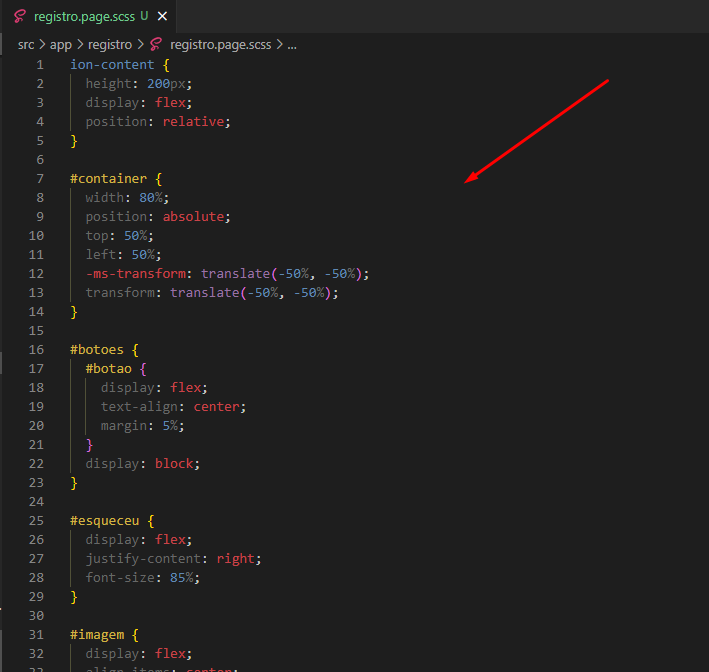 registro.page.scss U
src > app > registro > registro.page.scss > ...
1 ion-content {
2 height: 200px;
3 display: flex;
4 position: relative;
5 }
6
7 #container {
8 width: 80%;
9 position: absolute;
10 top: 50%;
11 left: 50%;
12 -ms-transform: translate(-50%, -50%);
13 transform: translate(-50%, -50%);
14 }
15
16 #botoes {
17 #botao {
18 display: flex;
19 text-align: center;
20 margin: 5%;
21 }
22 display: block;
23 }
24
25 #esqueceu {
26 display: flex;
27 justify-content: right;
28 font-size: 85%;
29 }
30
31 #imagem {
32 display: flex;
33 align-items: center;